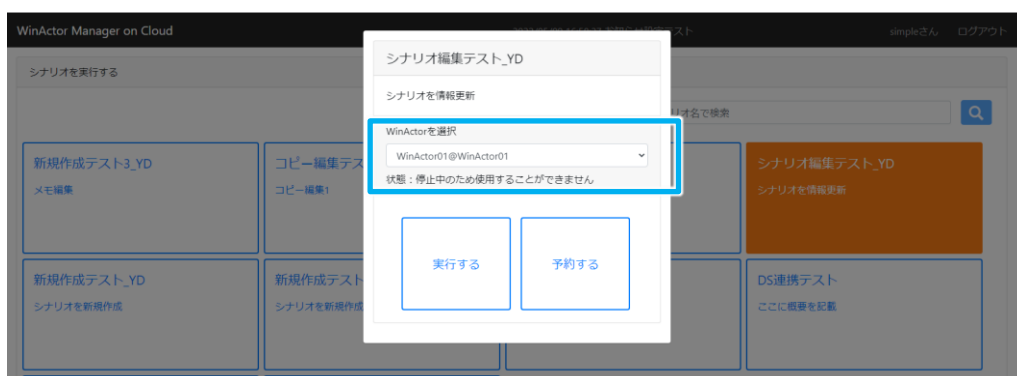 WinActor Manager on Cloud
simpleさん ログアウト
シナリオを実行する
シナリオ編集テスト_YD
シナリオを情報更新
WinActorを選択
WinActor01@WinActor01
状態：停止中のため使用することができません
実行する 予約する
リオ名で検索
新規作成テスト3_YD
メモ編集
コピー編集テス
コピー編集1
シナリオ編集テスト_YD
シナリオを情報更新
新規作成テスト_YD
シナリオを新規作成
新規作成テスト
シナリオを新規作成
DS連携テスト
ここに概要を記載